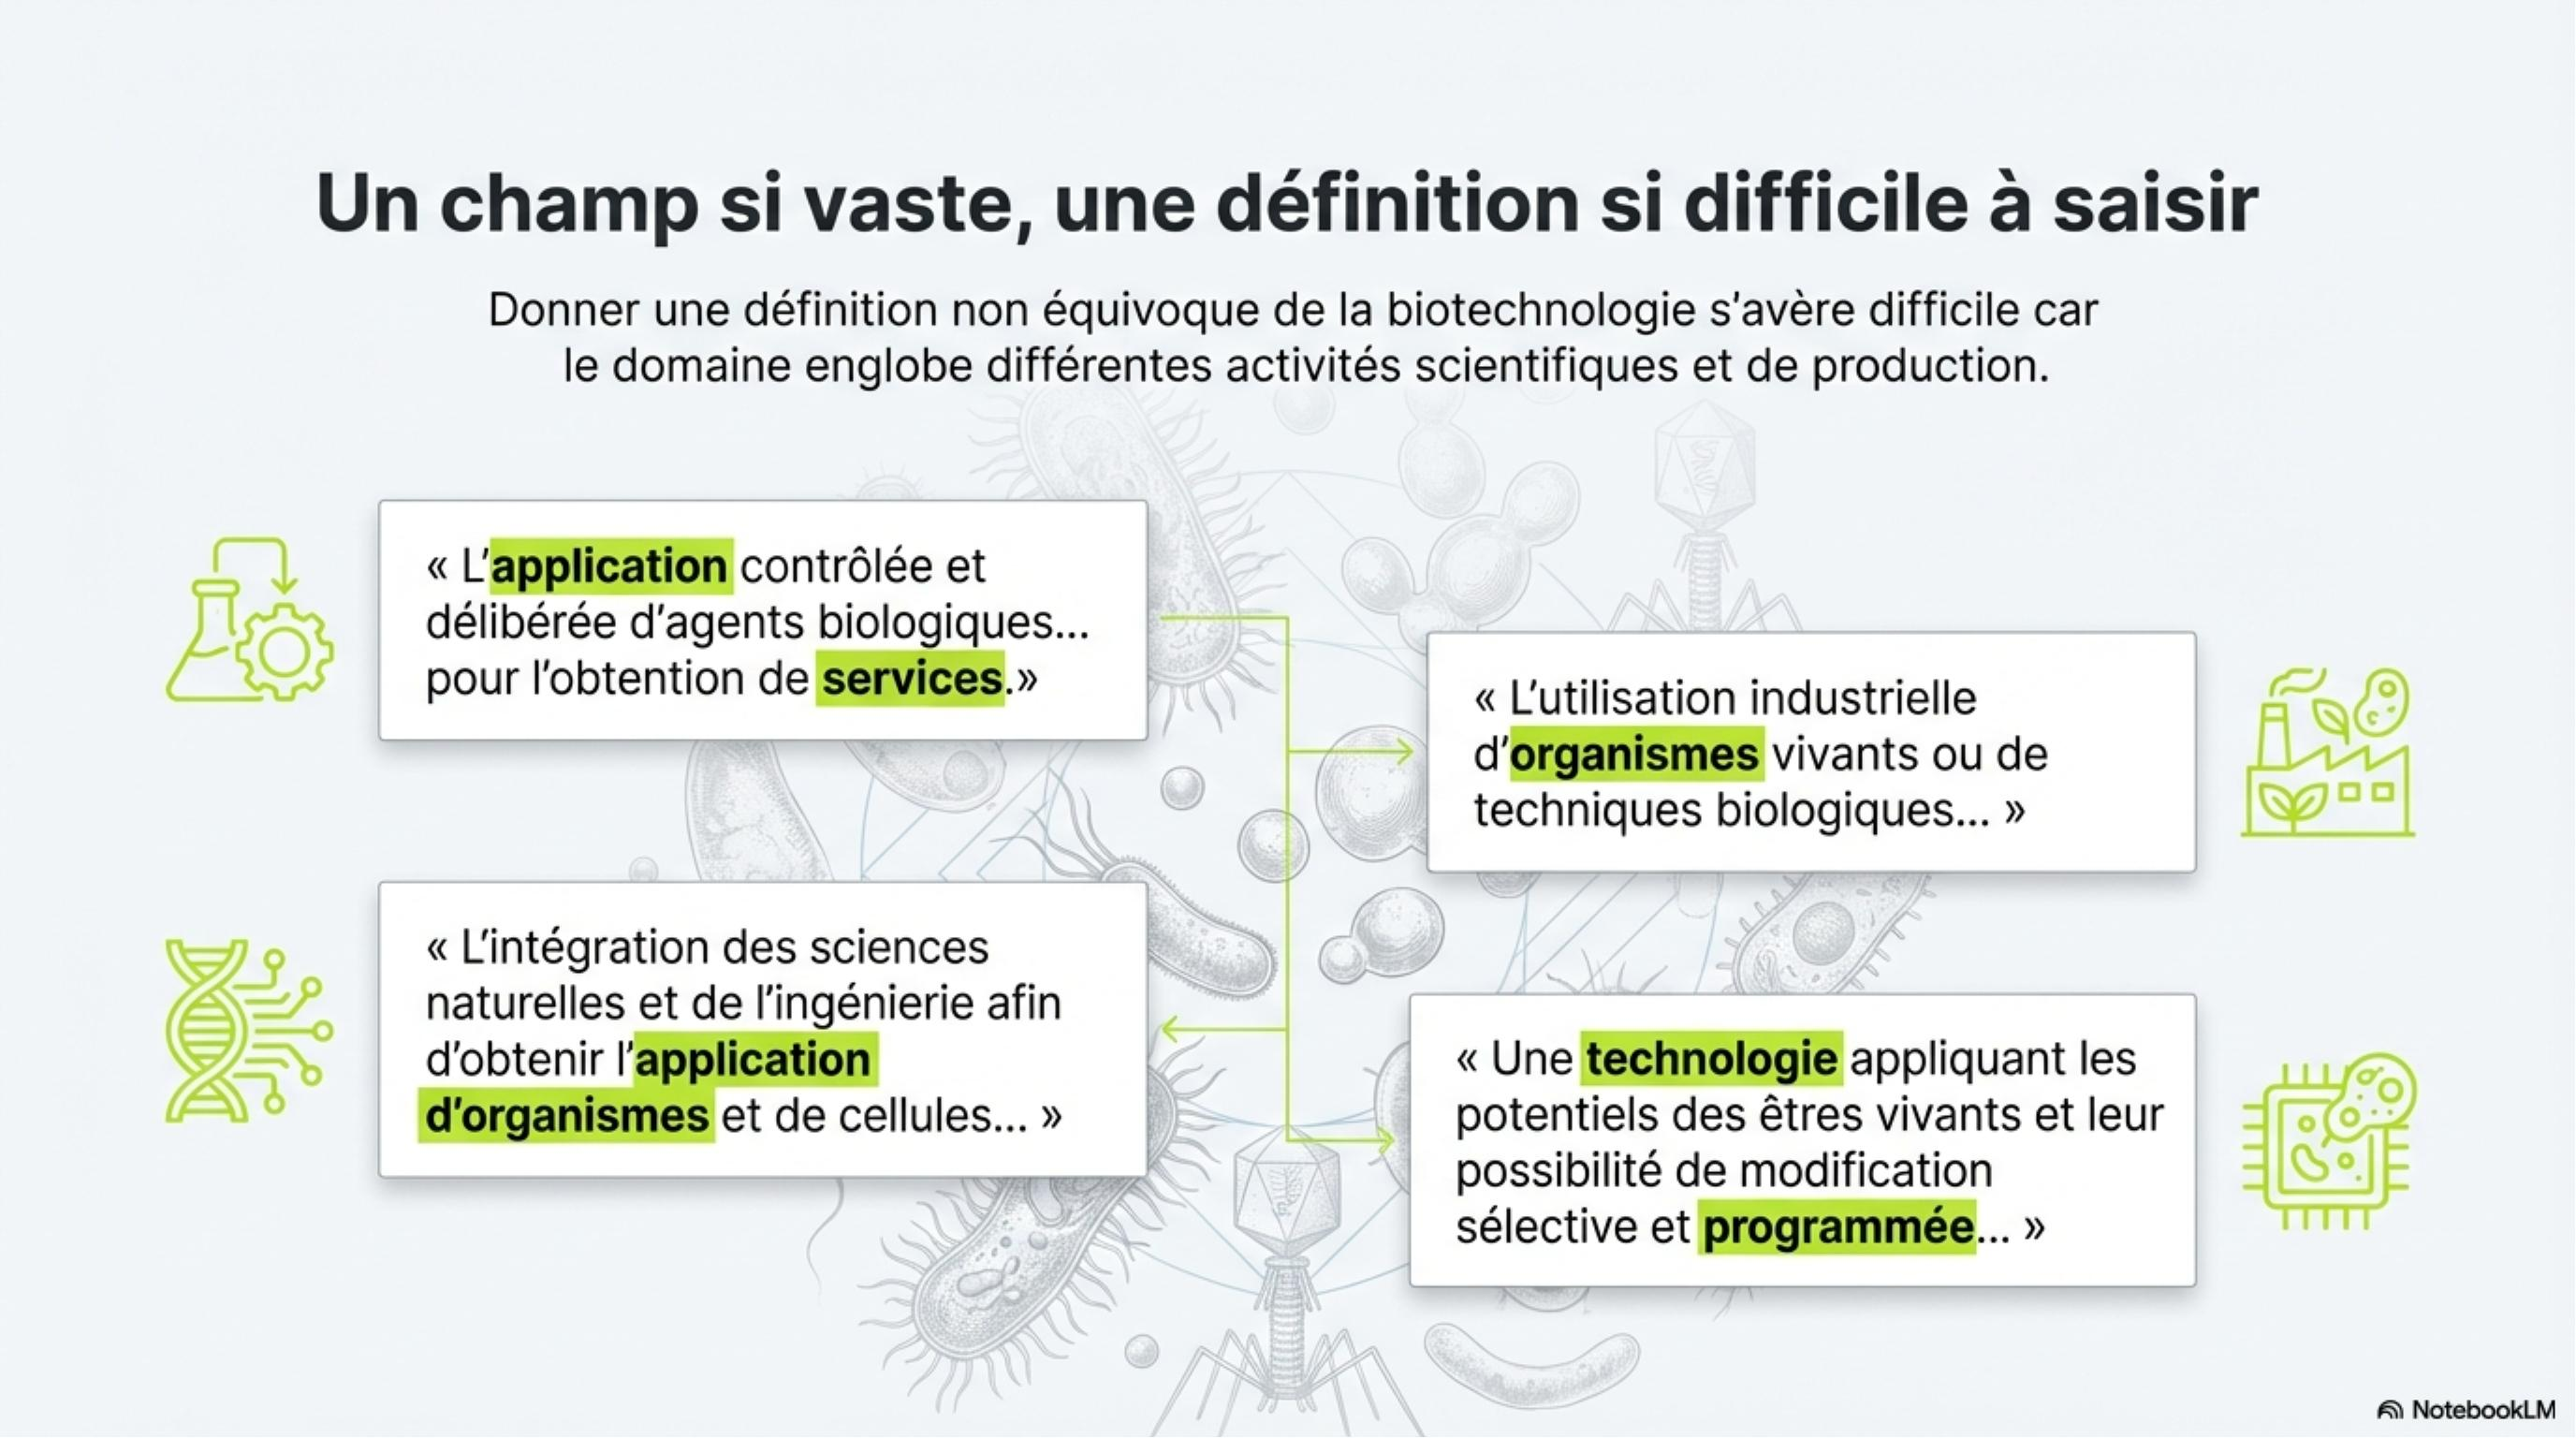 Un champ si vaste, une définition si difficile à saisir
Donner une définition non équivoque de la biotechnologie s’avère difficile car
le domaine englobe différentes activités scientifiques et de production.
« L’application contrôlée et
délibérée d’agents biologiques...
pour l’obtention de services.»
« L’utilisation industrielle
d’organismes vivants ou de
techniques biologiques... »
« L’intégration des sciences
naturelles et de l’ingénierie afin
d’obtenir l’application
d’organismes et de cellules... »
« Une technologie appliquant les
potentiels des êtres vivants et leur
possibilité de modification
sélective et programmée... »
NotebookLM